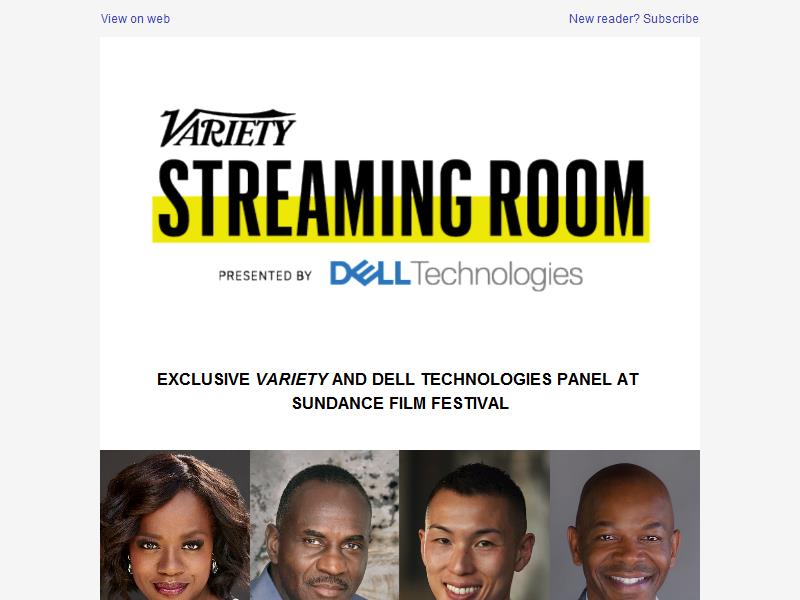 View on web
New reader? Subscribe
VARIETY
STREAMING ROOM
PRESENTED BY DELL Technologies
EXCLUSIVE VARIETY AND DELL TECHNOLOGIES PANEL AT
SUNDANCE FILM FESTIVAL